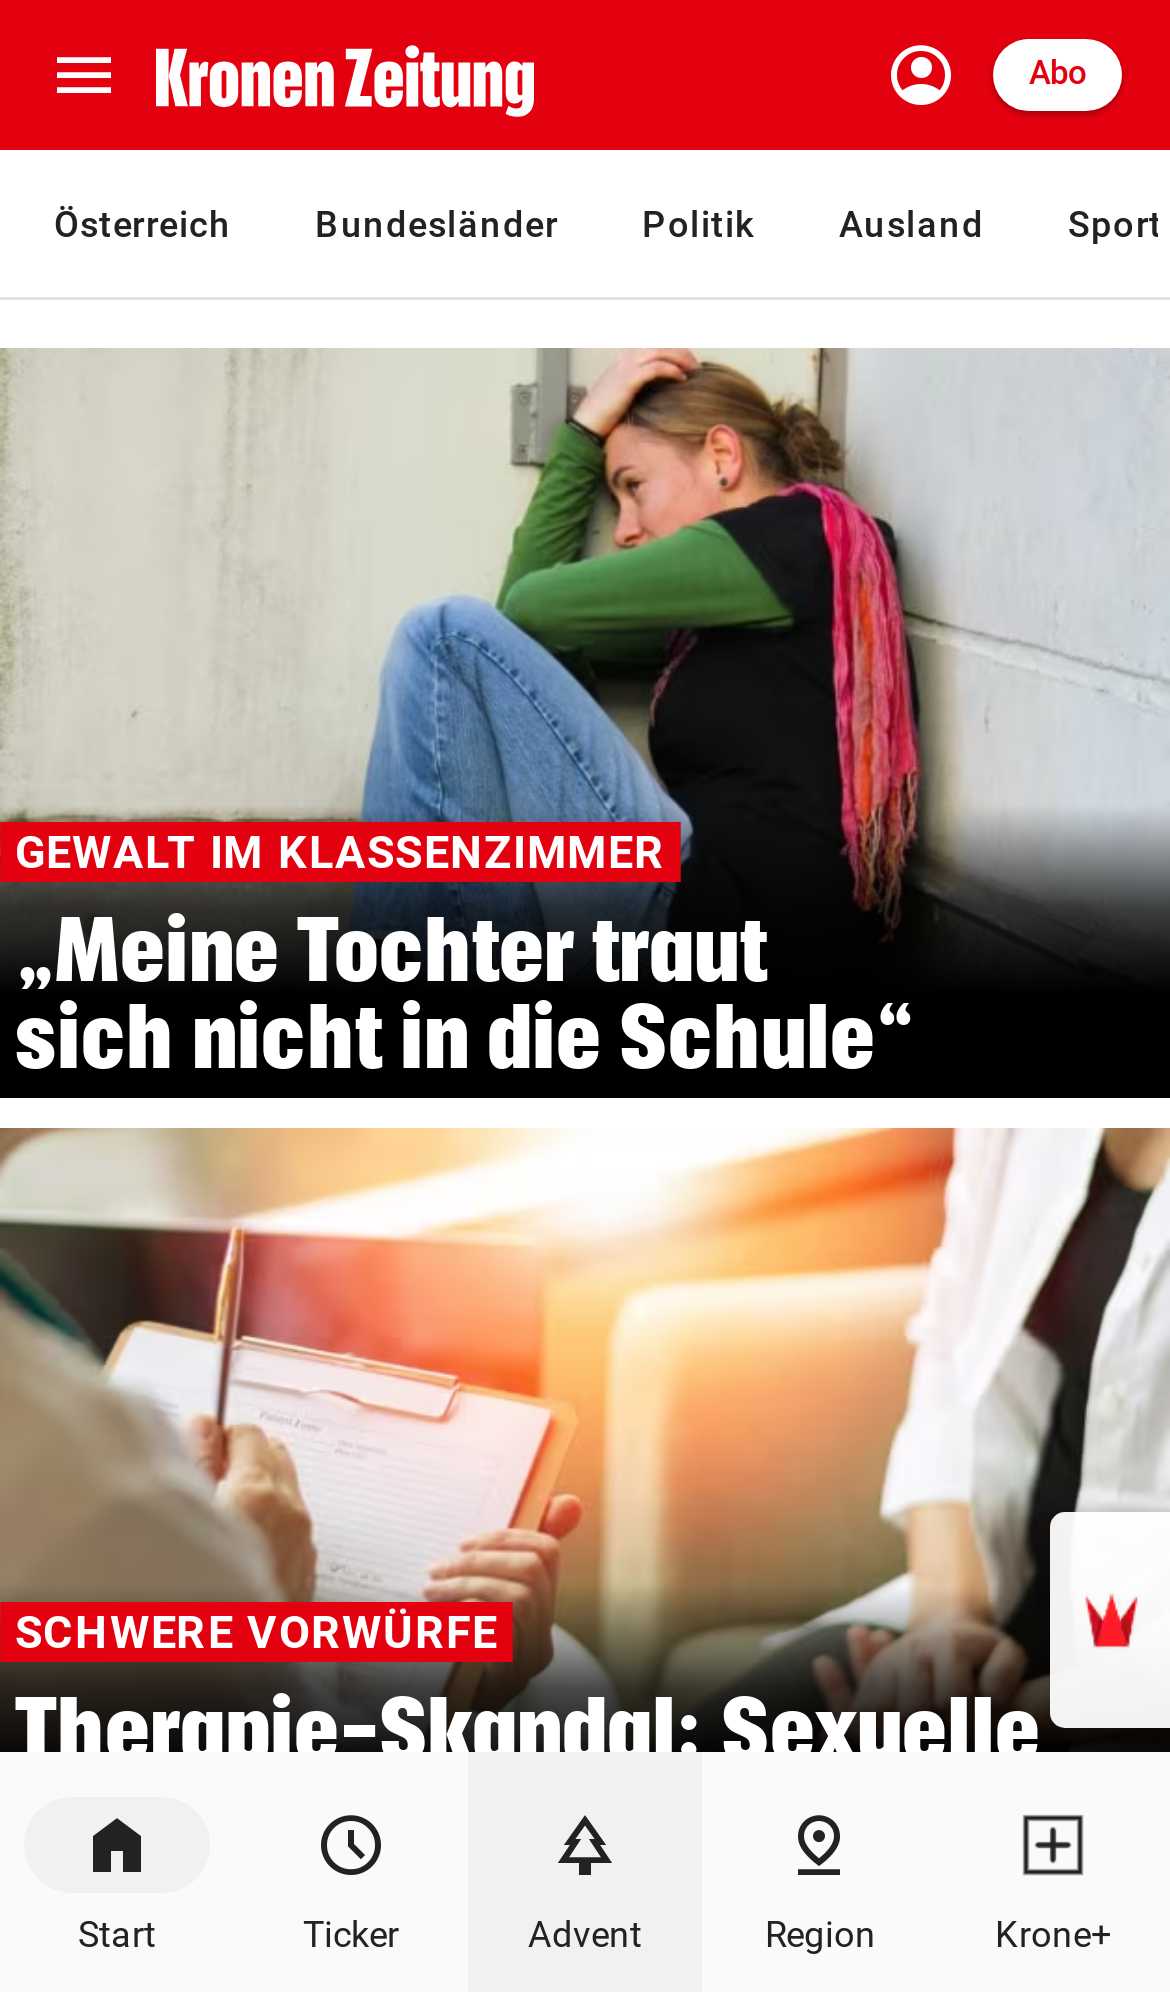 Kronen Zeitung
Abo
Österreich Bundesländer Politik Ausland Sport
GEWALT IM KLASSENZIMMER
„Meine Tochter traut
sich nicht in die Schule“
SCHWERE VORWÜRFE
Therapie-Skandal: Sexuelle
Start Ticker Advent Region Krone+